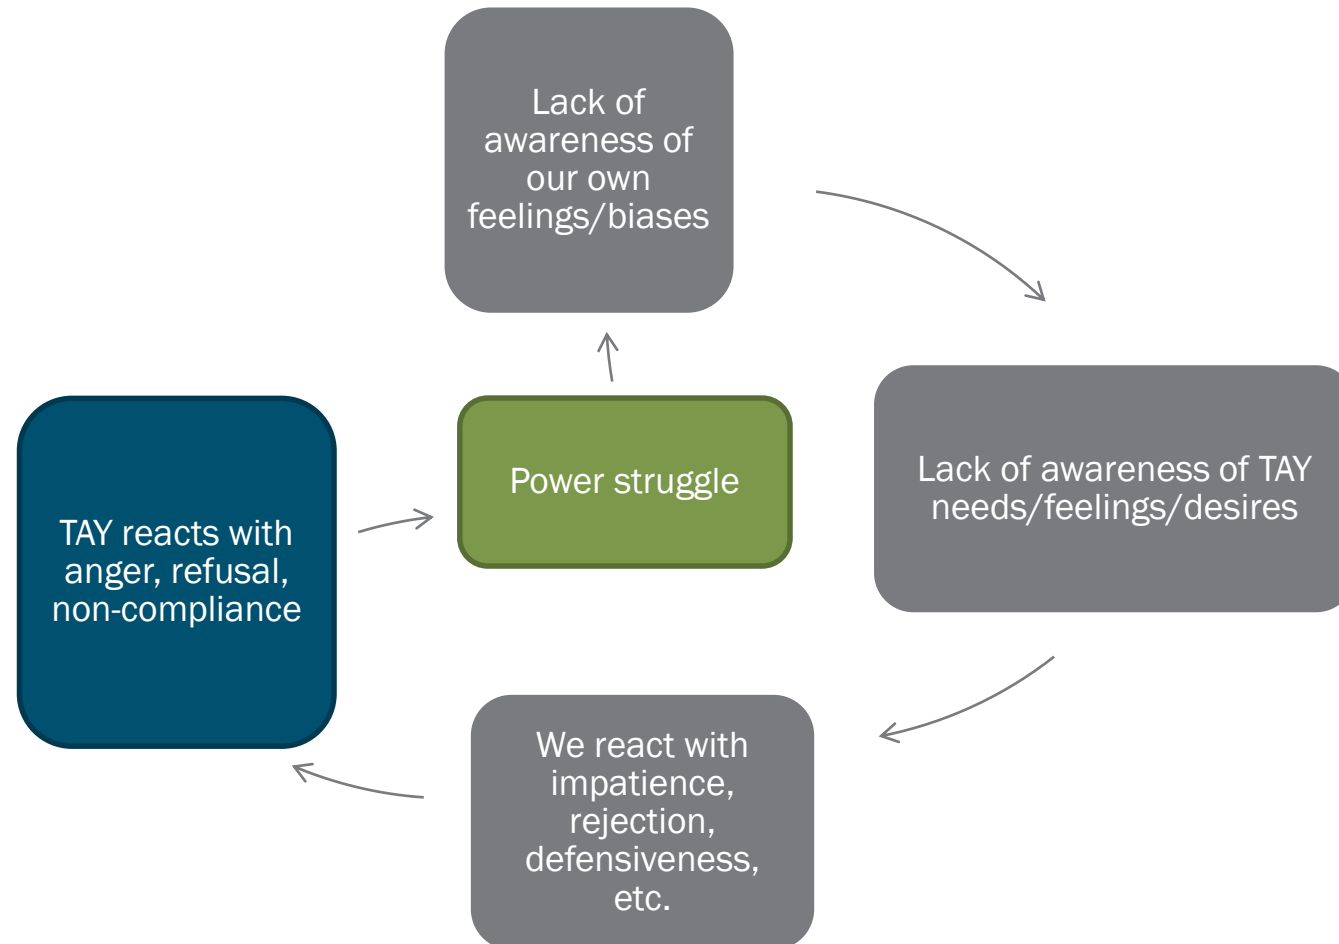 Lack of
awareness of
our own
feelings/biases
Lack of awareness of TAY
needs/feelings/desires
We react with
impatience,
rejection,
defensiveness,
etc.
TAY reacts with
anger, refusal,
non-compliance
Power struggle